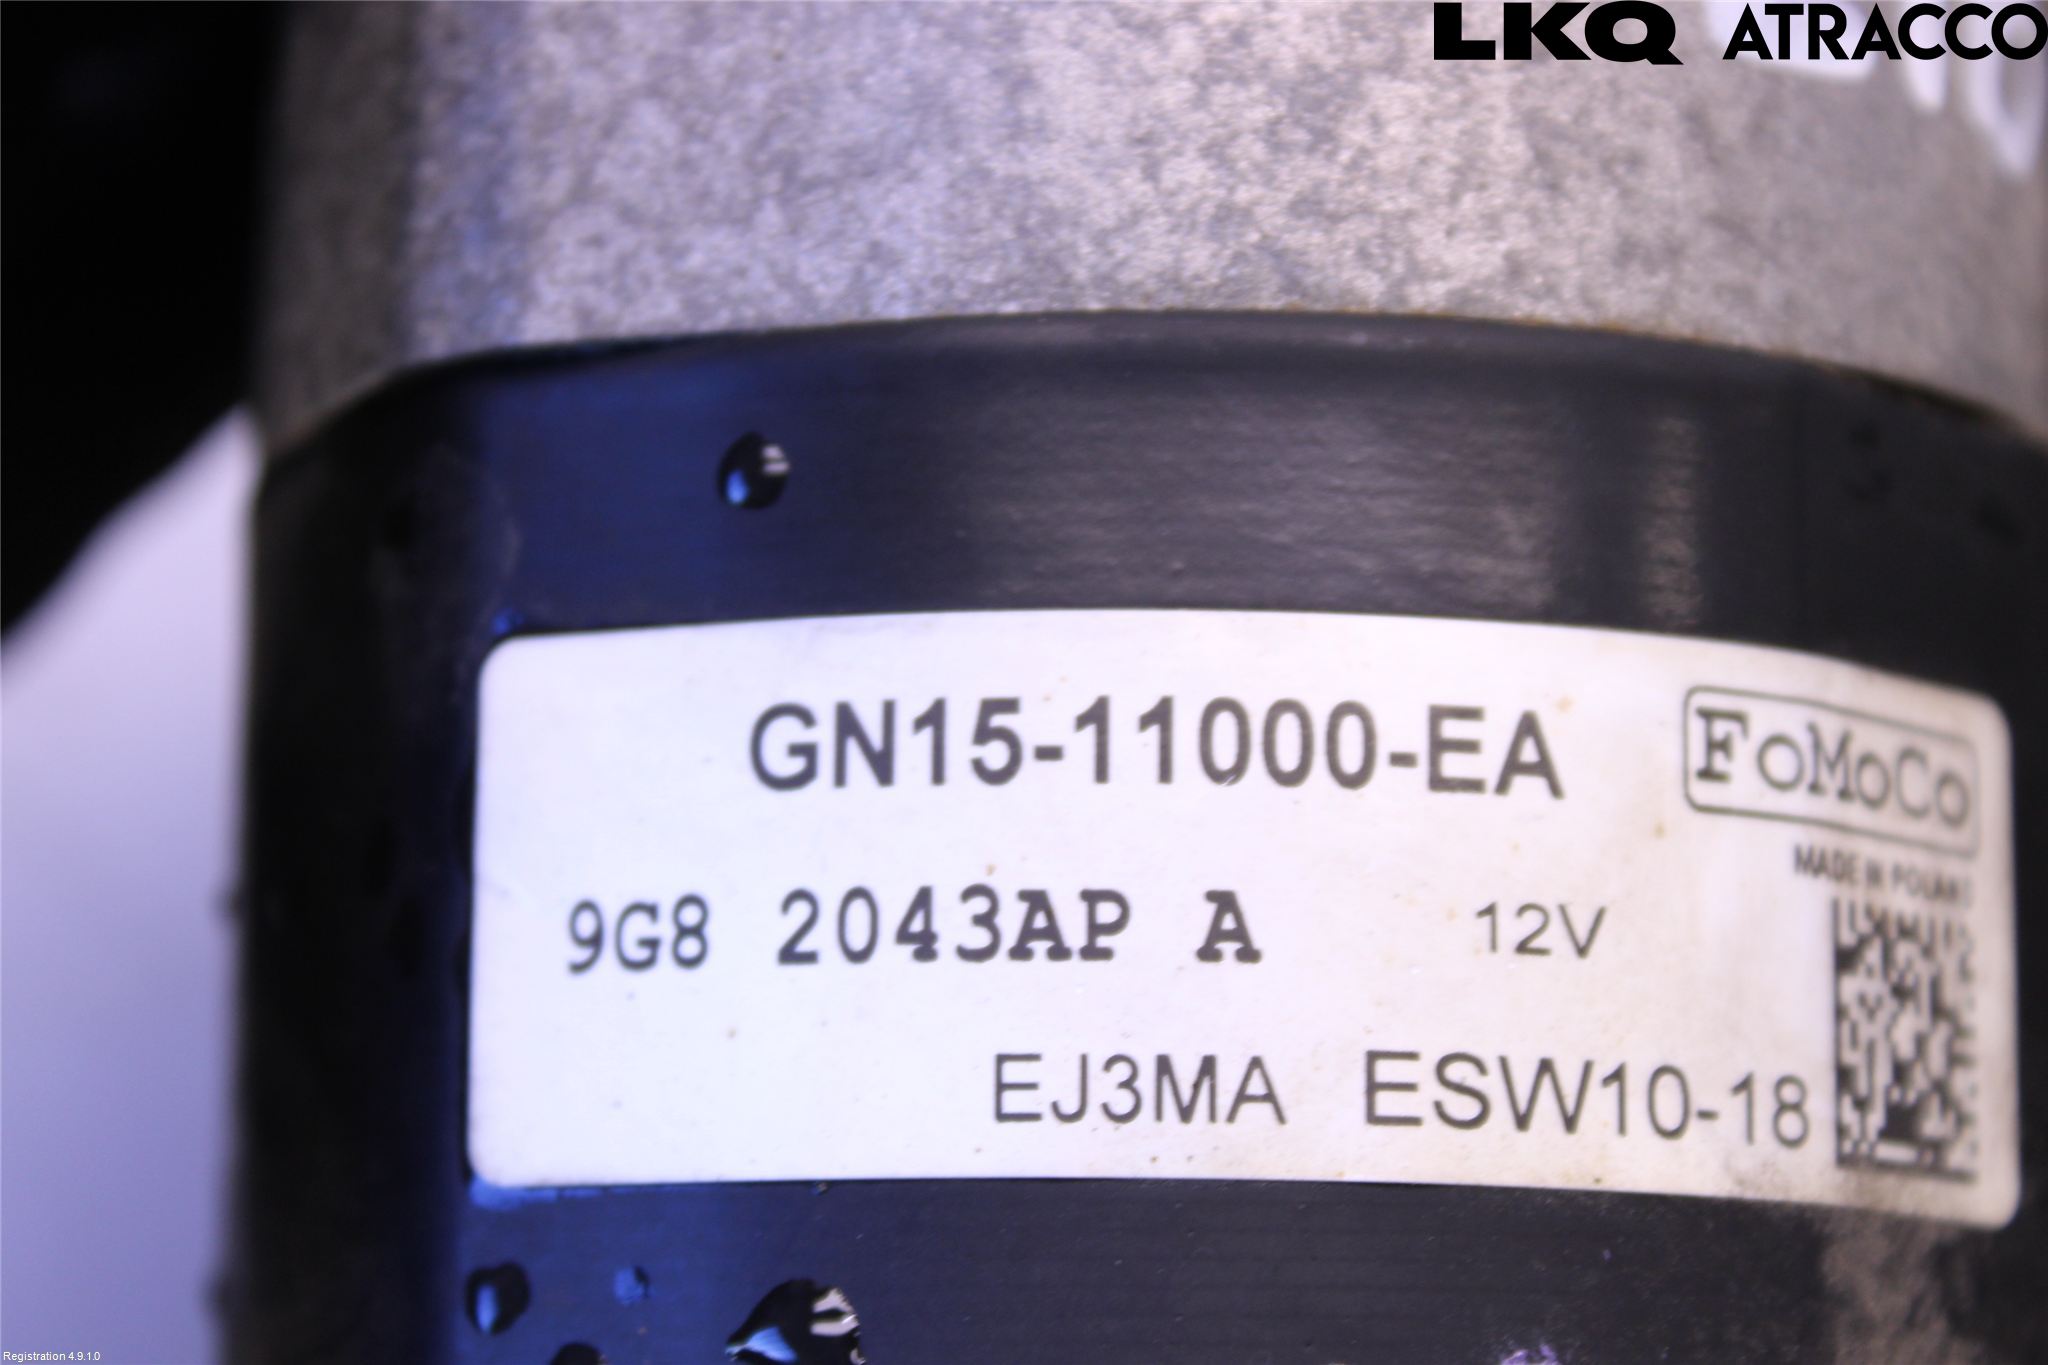 LKQ ATRACCO
GN15-11000-EA
FoMoCo
MADE IN POLAND
9G8 2043AP A 12V
EJ3MA ESW10-18
Registration 4.9.1.0